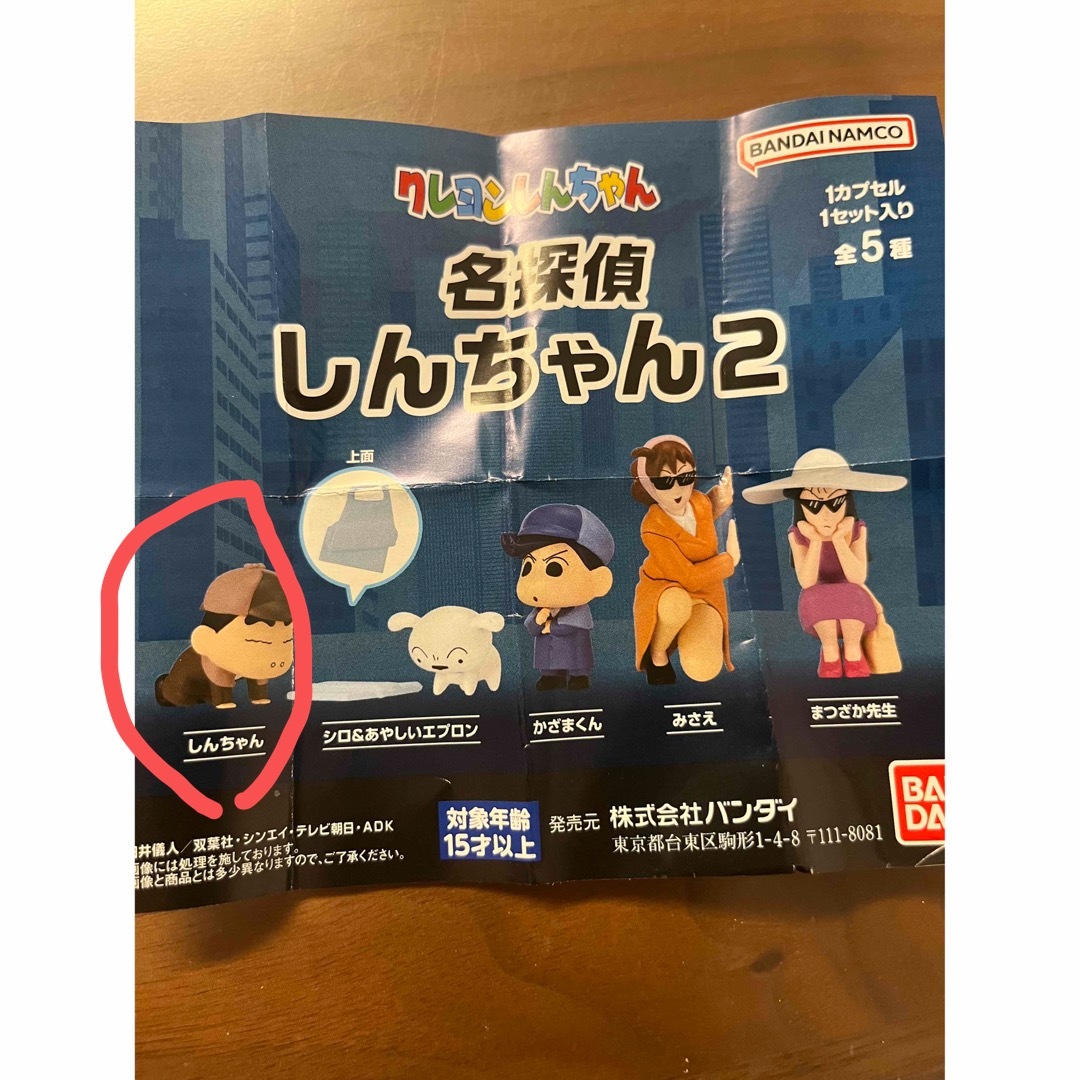 BANDAI NAMCO
クレヨンしんちゃん
1カプセル
1セット入り
全5種
名探偵
しんちゃん2
上面
しんちゃん
シロ&あやしいエプロン
かざまくん
みさえ
まつざか先生
井儀人／双葉社・シンエイ・テレビ朝日・ADK
画像には処理を施しております。
画像と商品とは多少異なりますので、ご了承ください。
対象年齢
15才以上
発売元 株式会社バンダイ
東京都台東区駒形1-4-8 〒111-8081
BAN
DA